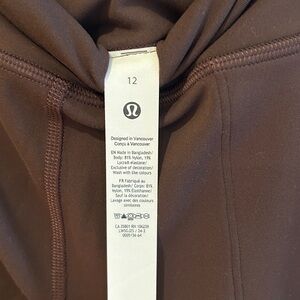 12
Designed in Vancouver
Conçu à Vancouver
EN Made in Bangladesh/
Body: 81% Nylon, 19%
Lycra® elastane/
Exclusive of decoration/
Wash with like colours
FR Fabriqué au
Bangladesh/ Corps: 81%
Nylon, 19% Élasthanne/
Sauf la décoration/
Laver avec des couleurs
similaires